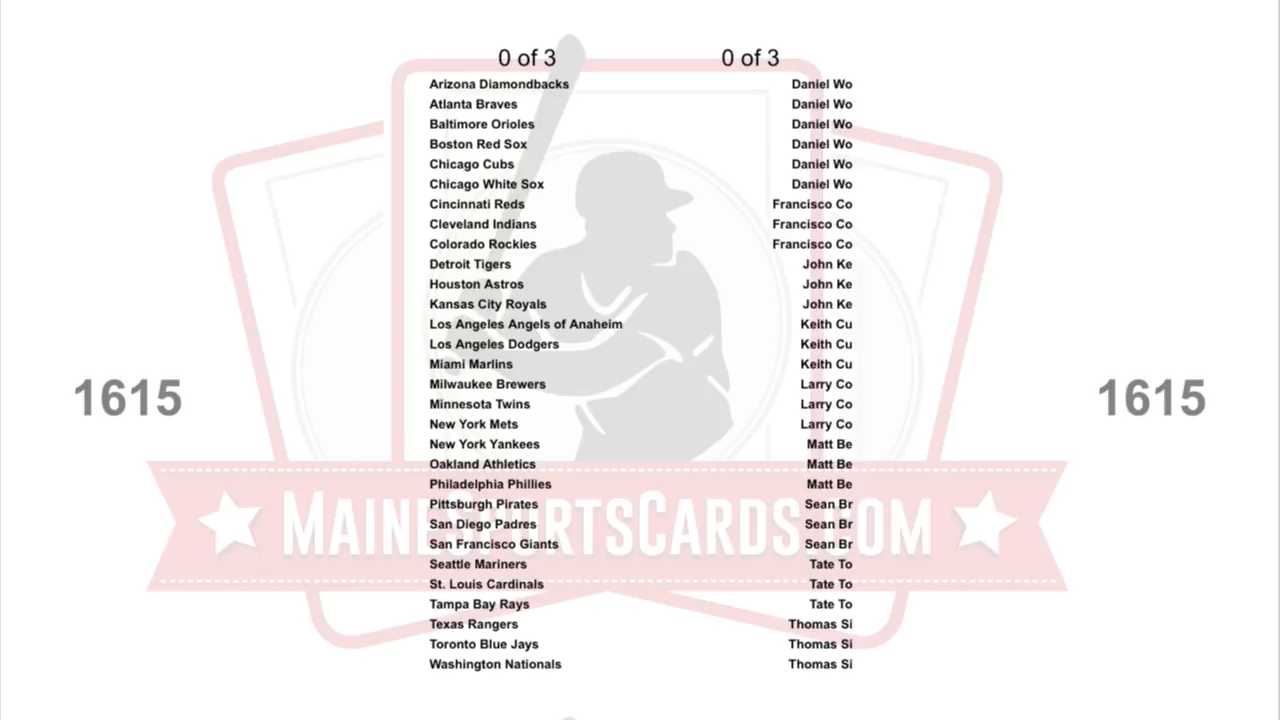 0 of 3 0 of 3
Arizona Diamondbacks Daniel Wo
Atlanta Braves Daniel Wo
Baltimore Orioles Daniel Wo
Boston Red Sox Daniel Wo
Chicago Cubs Daniel Wo
Chicago White Sox Daniel Wo
Cincinnati Reds Francisco Co
Cleveland Indians Francisco Co
Colorado Rockies Francisco Co
Detroit Tigers John Ke
Houston Astros John Ke
Kansas City Royals John Ke
Los Angeles Angels of Anaheim Keith Cu
Los Angeles Dodgers Keith Cu
Miami Marlins Keith Cu
Milwaukee Brewers Larry Co
1615 1615
Minnesota Twins Larry Co
New York Mets Larry Co
New York Yankees Matt Be
Oakland Athletics Matt Be
Philadelphia Phillies Matt Be
Pittsburgh Pirates Sean Br
San Diego Padres Sean Br
MAINESPORTSCARDS.COM
San Francisco Giants Sean Br
Seattle Mariners Tate To
St. Louis Cardinals Tate To
Tampa Bay Rays Tate To
Texas Rangers Thomas Si
Toronto Blue Jays Thomas Si
Washington Nationals Thomas Si